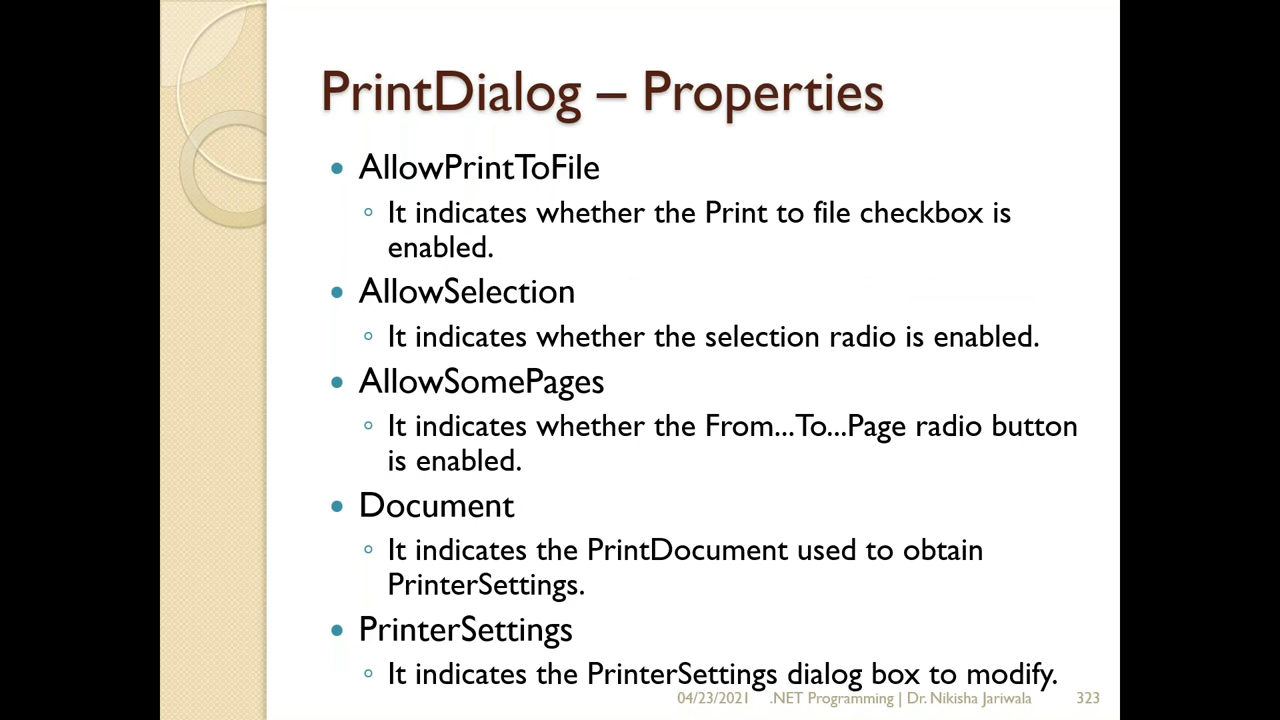 PrintDialog – Properties
• AllowPrintToFile
◦ It indicates whether the Print to file checkbox is
enabled.
• AllowSelection
◦ It indicates whether the selection radio is enabled.
• AllowSomePages
◦ It indicates whether the From...To...Page radio button
is enabled.
• Document
◦ It indicates the PrintDocument used to obtain
PrinterSettings.
• PrinterSettings
◦ It indicates the PrinterSettings dialog box to modify.
04/23/2021 .NET Programming | Dr. Nikisha Jariwala 323